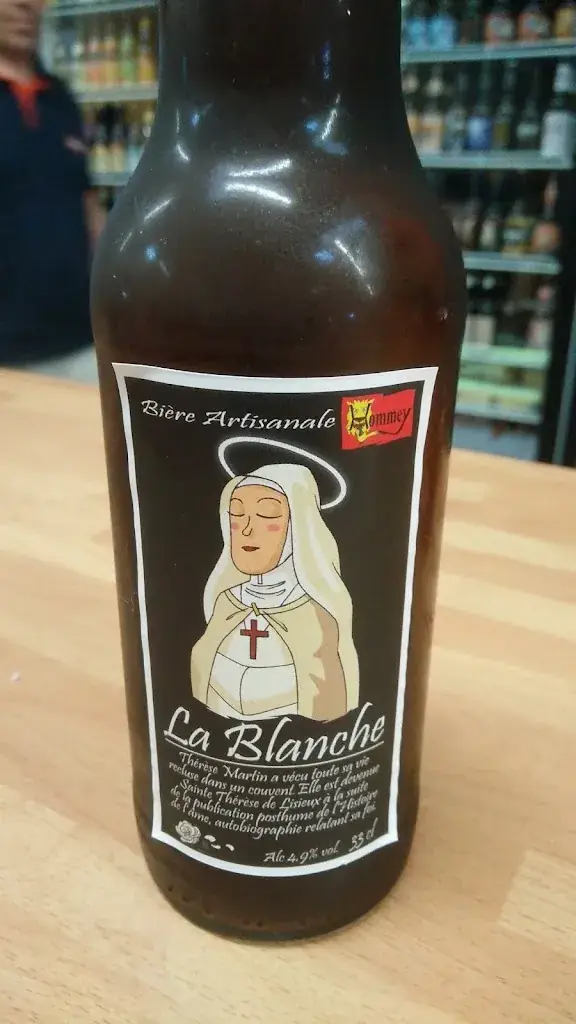 Bière Artisanale Hommey
La Blanche
Thérèse Martin a vécu toute sa vie
recluse dans un couvent. Elle est devenue
Sainte Thérèse de Lisieux à la suite
de la publication posthume de l'Histoire
de l'âme, autobiographie relatant sa foi.
Alc 4.9% vol. 33 cl